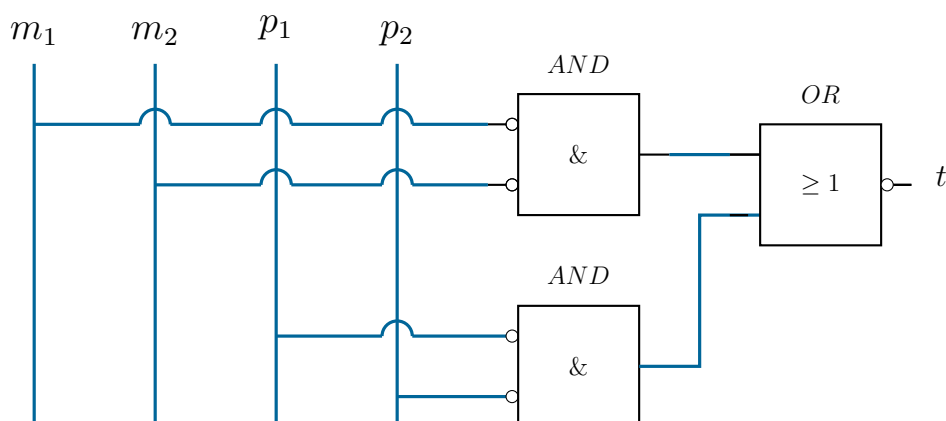 m₁ m₂ p₁ p₂
AND
OR
&
≥ 1
t
AND
&